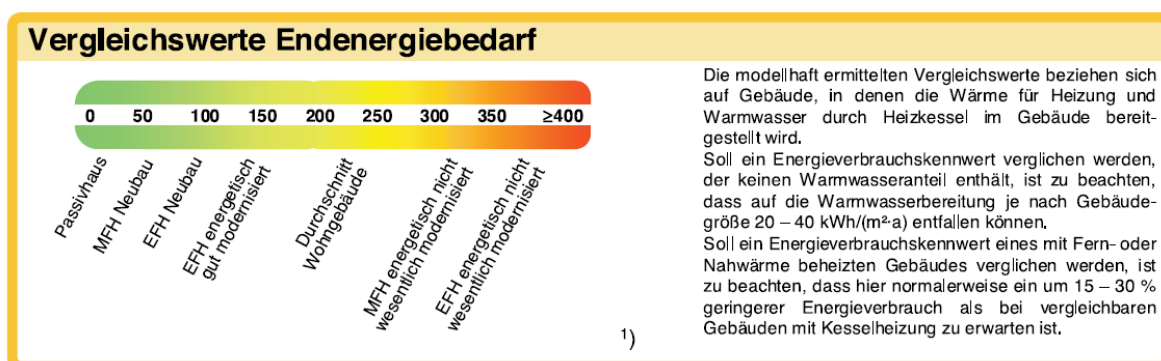 Vergleichswerte Endenergiebedarf
0 50 100 150 200 250 300 350 ≥400
Passivhaus
MFH Neubau
EFH Neubau
EFH energetisch
gut modernisiert
Durchschnitt
Wohngebäude
MFH energetisch nicht
wesentlich modernisiert
EFH energetisch nicht
wesentlich modernisiert
1)
Die modellhaft ermittelten Vergleichswerte beziehen sich
auf Gebäude, in denen die Wärme für Heizung und
Warmwasser durch Heizkessel im Gebäude bereit-
gestellt wird.
Soll ein Energieverbrauchskennwert verglichen werden,
der keinen Warmwasseranteil enthält, ist zu beachten,
dass auf die Warmwasserbereitung je nach Gebäude-
größe 20 – 40 kWh/(m²·a) entfallen können.
Soll ein Energieverbrauchskennwert eines mit Fern- oder
Nahwärme beheizten Gebäudes verglichen werden, ist
zu beachten, dass hier normalerweise ein um 15 – 30 %
geringerer Energieverbrauch als bei vergleichbaren
Gebäuden mit Kesselheizung zu erwarten ist.